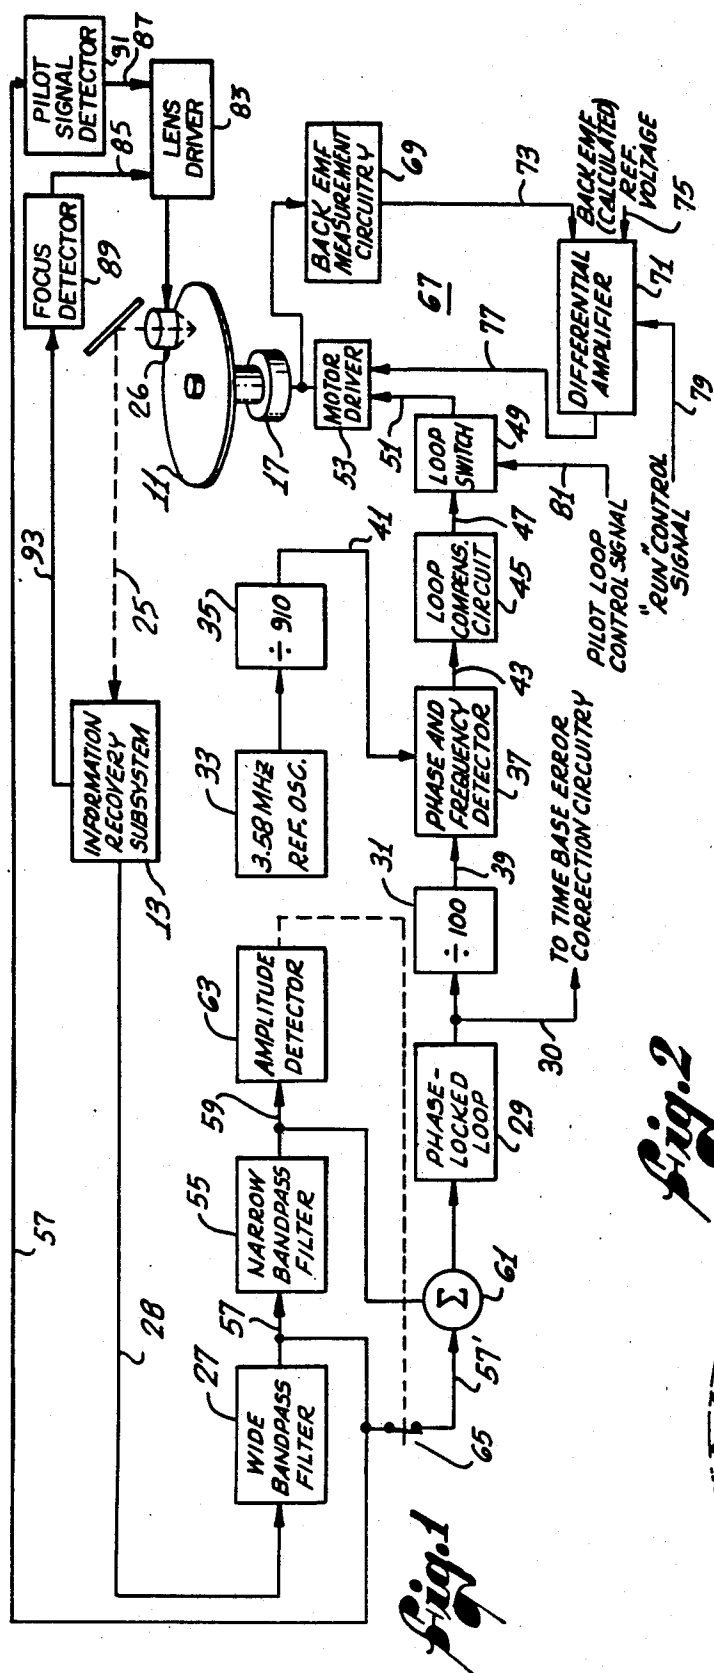 57
28
WIDE
BANDPASS
FILTER
27
57
NARROW
BANDPASS
FILTER
55
59
AMPLITUDE
DETECTOR
63
65
57'
Σ
61
PHASE-
LOCKED
LOOP
29
30
TO TIME BASE ERROR
CORRECTION CIRCUITRY
÷ 100
31
39
PHASE AND
FREQUENCY
DETECTOR
37
3.58 MHZ
REF. OSC.
33
÷ 910
35
41
43
LOOP
COMPENS.
CIRCUIT
45
47
LOOP
SWITCH
49
51
81
PILOT LOOP
CONTROL SIGNAL
"RUN" CONTROL
SIGNAL
79
INFORMATION
RECOVERY
SUBSYSTEM
13
25
93
11
26
17
MOTOR
DRIVER
53
67
77
FOCUS
DETECTOR
89
85
PILOT
SIGNAL
DETECTOR
91
87
LENS
DRIVER
83
BACK EMF
MEASUREMENT
CIRCUITRY
69
73
DIFFERENTIAL
AMPLIFIER
71
BACK EMF
(CALCULATED)
REF.
VOLTAGE
75
Fig.1
Fig.2